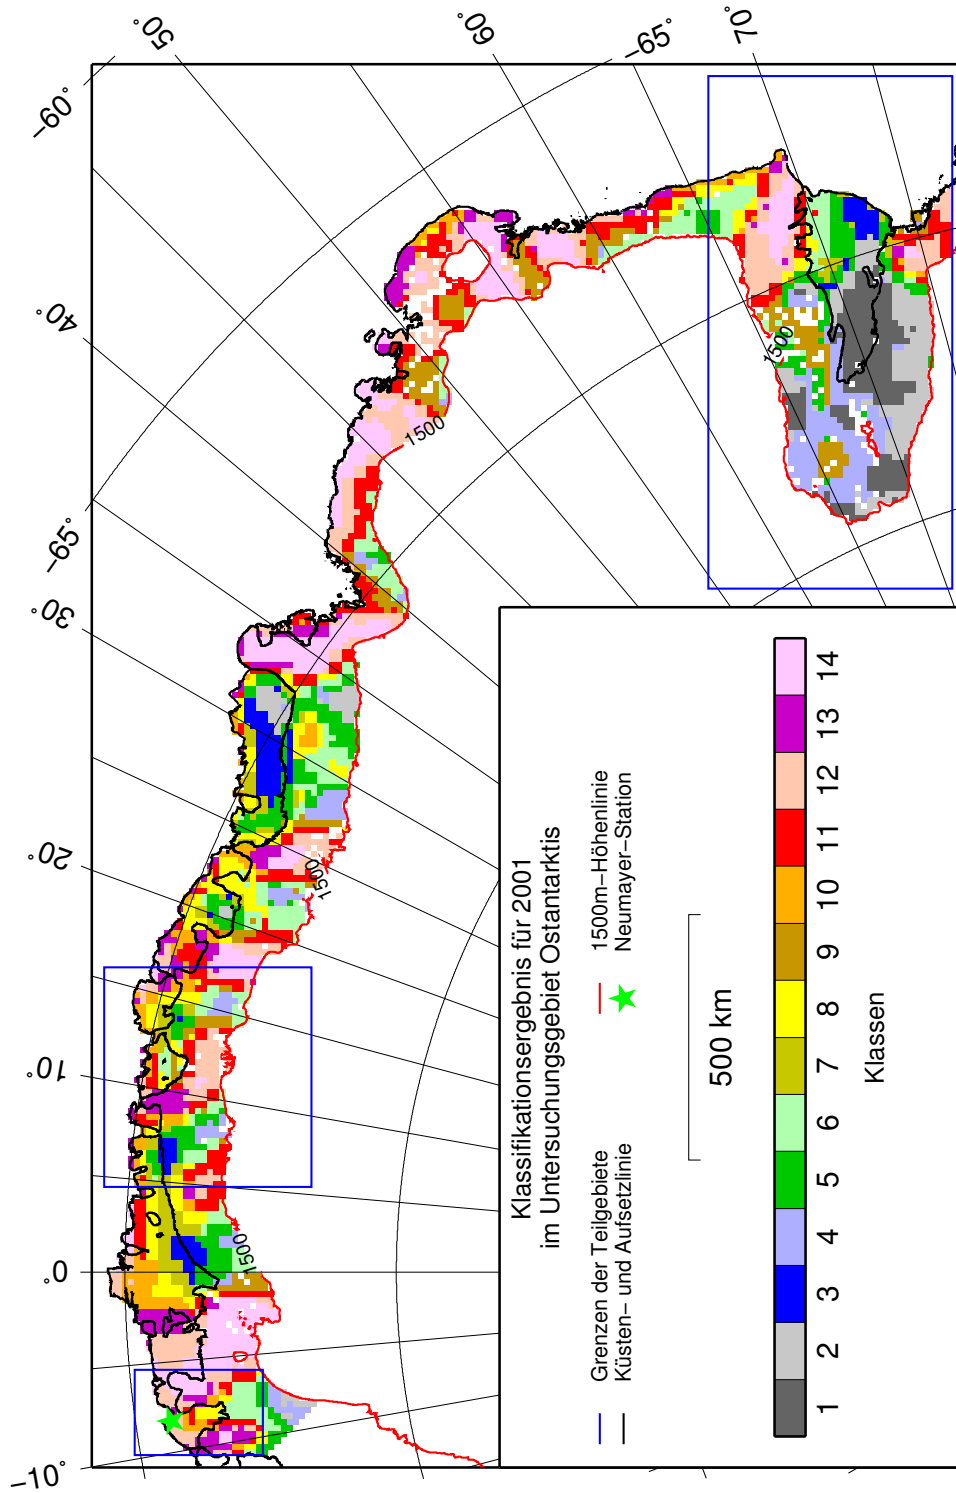 −10°
0°
10°
20°
30°
−65°
40°
−60°
50°
60°
−65°
70°
1500
1500
1500
1500
Klassifikationsergebnis für 2001
im Untersuchungsgebiet Ostantarktis
Grenzen der Teilgebiete
Küsten− und Aufsetzlinie
1500m−Höhenlinie
Neumayer−Station
500 km
1 2 3 4 5 6 7 8 9 10 11 12 13 14
Klassen